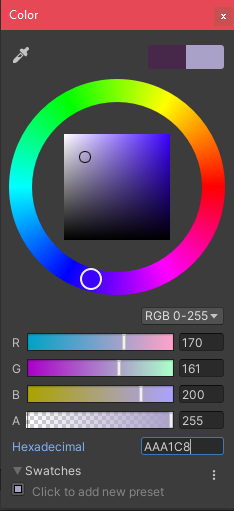 Color x
RGB 0-255
R 170
G 161
B 200
A 255
Hexadecimal AAA1C8
Swatches
Click to add new preset